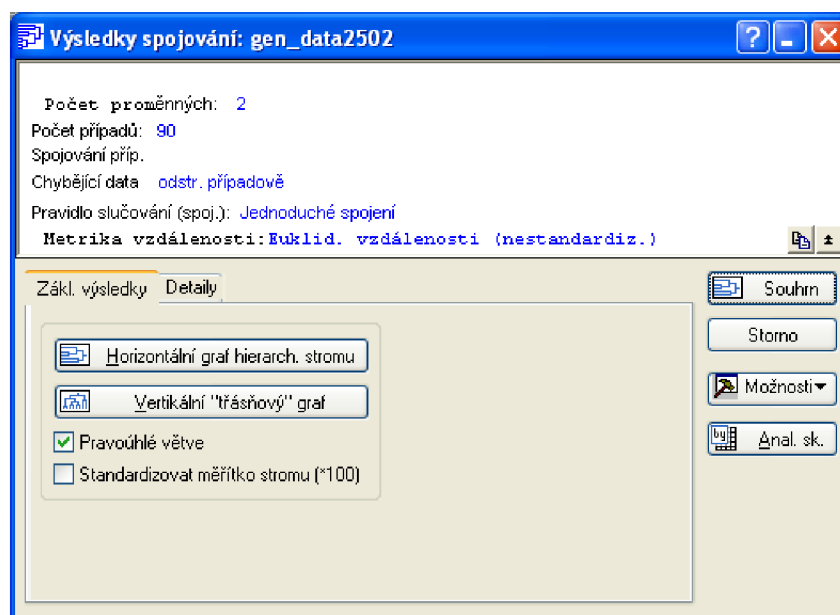 Výsledky spojování: gen_data2502
Počet proměnných: 2
Počet případů: 90
Spojování příp.
Chybějící data odstr. případově
Pravidlo slučování (spoj.): Jednoduché spojení
Metrika vzdálenosti:Euklid. vzdálenosti (nestandardiz.)
Zákl. výsledky Detaily
Souhrn
Storno
Horizontální graf hierarch. stromu
Možnosti
Vertikální "třásňový" graf
Pravoúhlé větve
by Anal. sk.
Standardizovat měřítko stromu (*100)